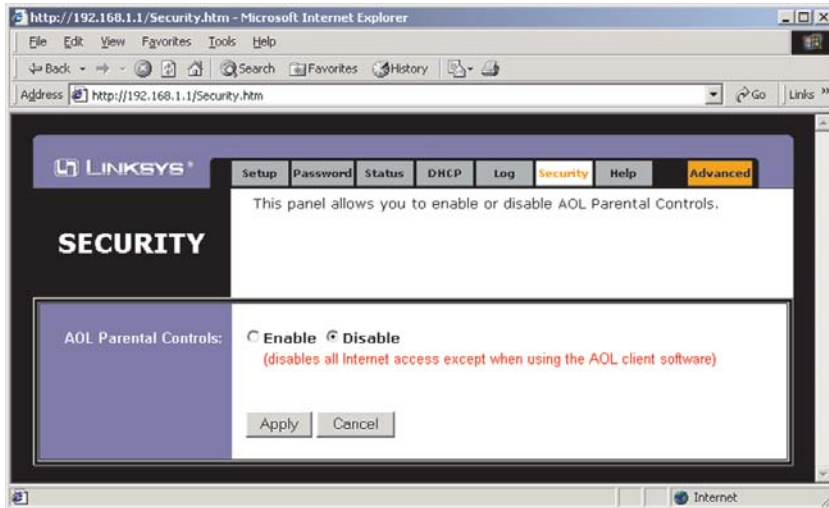 http://192.168.1.1/Security.htm - Microsoft Internet Explorer
File Edit View Favorites Tools Help
Back Search Favorites History
Address http://192.168.1.1/Security.htm Go Links »
LINKSYS®
Setup Password Status DHCP Log Security Help Advanced
SECURITY
This panel allows you to enable or disable AOL Parental Controls.
AOL Parental Controls: Enable Disable
(disables all Internet access except when using the AOL client software)
Apply Cancel
Internet